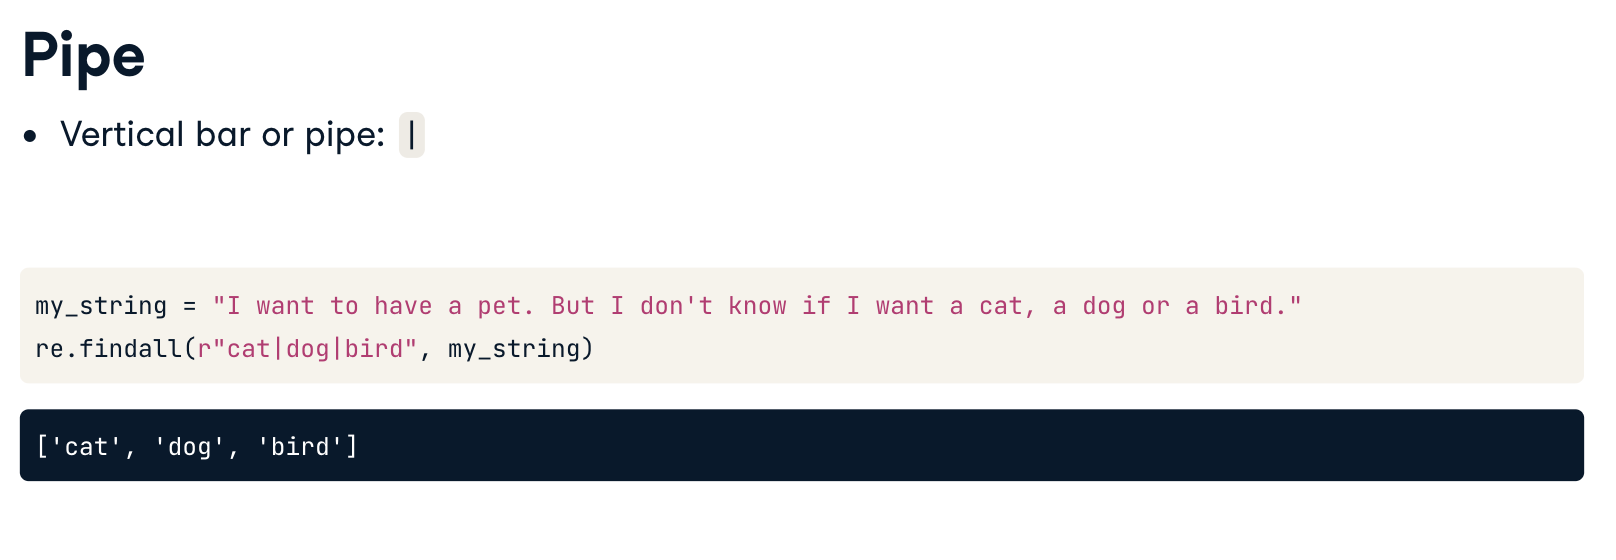 Pipe
• Vertical bar or pipe: |
my_string = "I want to have a pet. But I don't know if I want a cat, a dog or a bird."
re.findall(r"cat|dog|bird", my_string)
['cat', 'dog', 'bird']